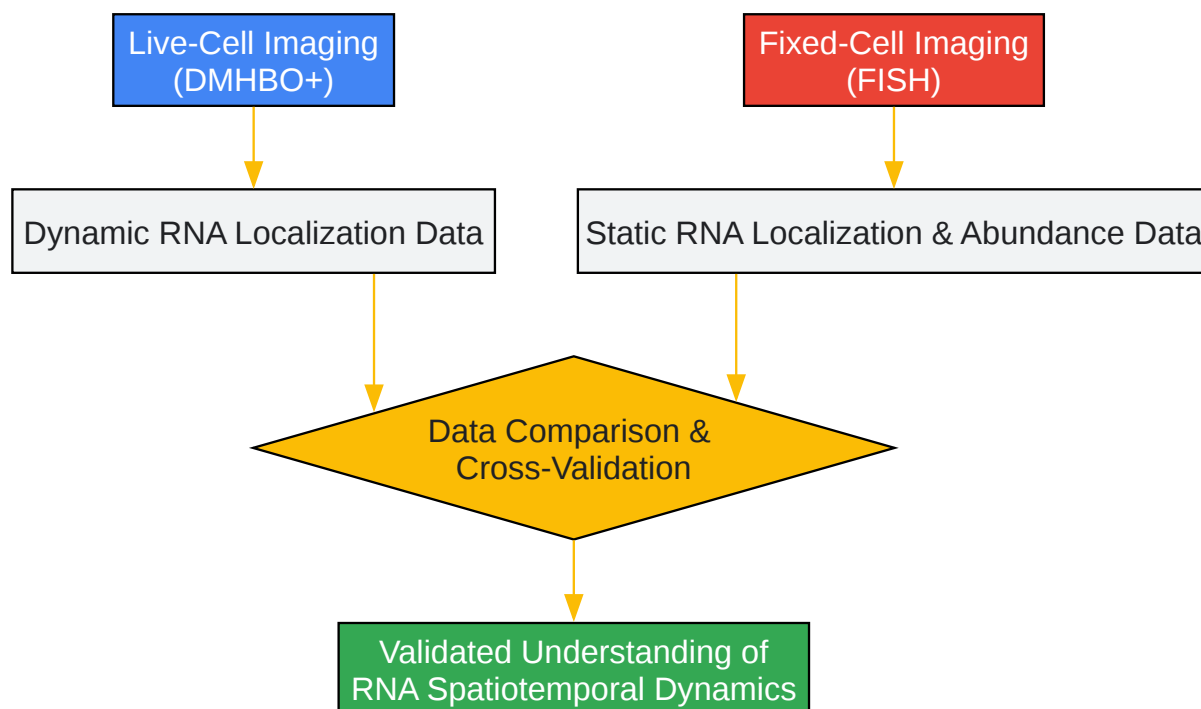 Live-Cell Imaging
(DMHBO+)
Fixed-Cell Imaging
(FISH)
Dynamic RNA Localization Data
Static RNA Localization & Abundance Data
Data Comparison &
Cross-Validation
Validated Understanding of
RNA Spatiotemporal Dynamics